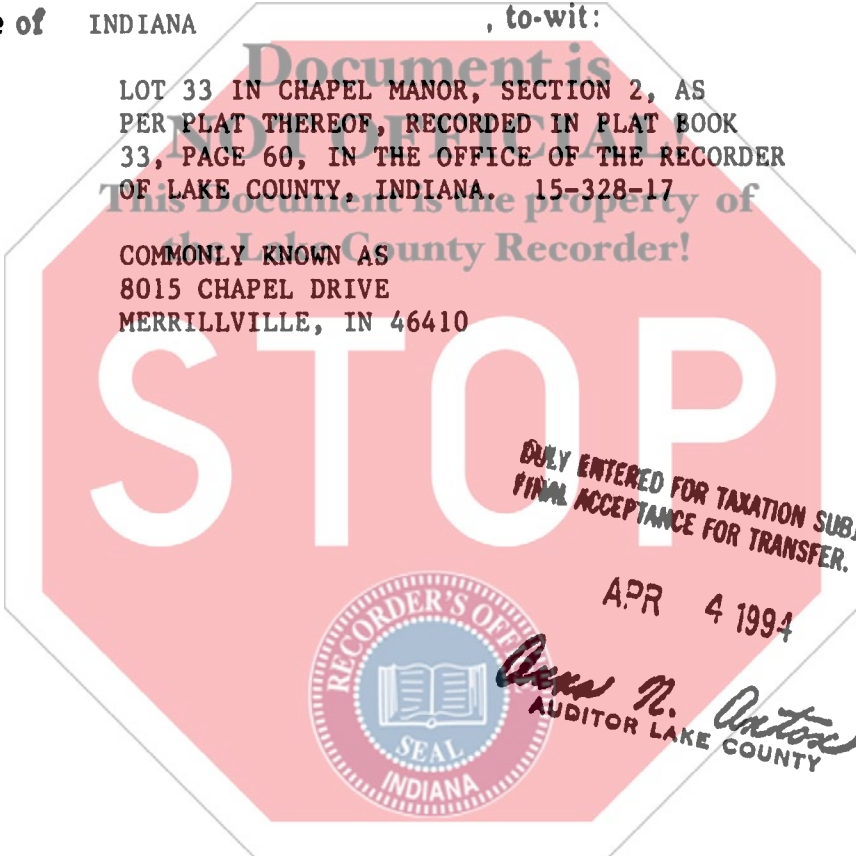 e of INDIANA , to-wit:
Document is
LOT 33 IN CHAPEL MANOR, SECTION 2, AS
PER PLAT THEREOF, RECORDED IN PLAT BOOK
NOT OFFICIAL!
33, PAGE 60, IN THE OFFICE OF THE RECORDER
OF LAKE COUNTY, INDIANA. 15-328-17
This Document is the property of
the Lake County Recorder!
COMMONLY KNOWN AS
8015 CHAPEL DRIVE
MERRILLVILLE, IN 46410
STOP
DULY ENTERED FOR TAXATION SUBJ
FINAL ACCEPTANCE FOR TRANSFER.
APR 4 1994
N.
AUDITOR LAKE COUNTY
RECORDER'S OFFICE
SEAL
INDIANA